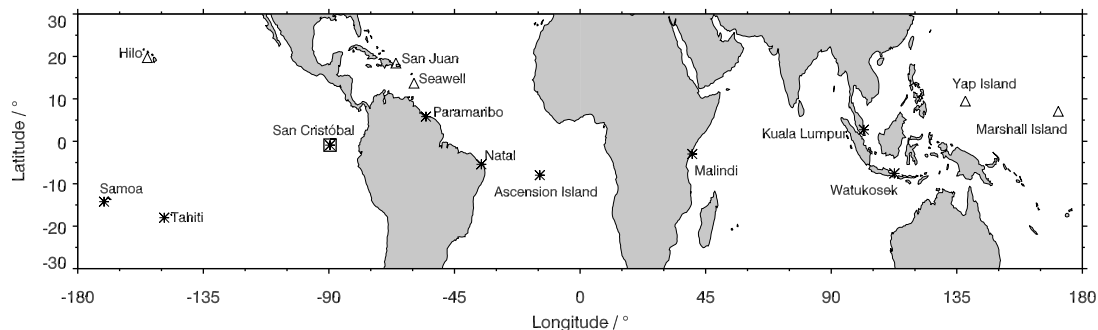 30
20
10
0
-10
-20
-30
Latitude / °
Hilo
San Juan
Seawell
Yap Island
Paramaribo
Marshall Island
San Cristóbal
Kuala Lumpur
Natal
Malindi
Samoa
Ascension Island
Watukosek
Tahiti
-180 -135 -90 -45 0 45 90 135 180
Longitude / °